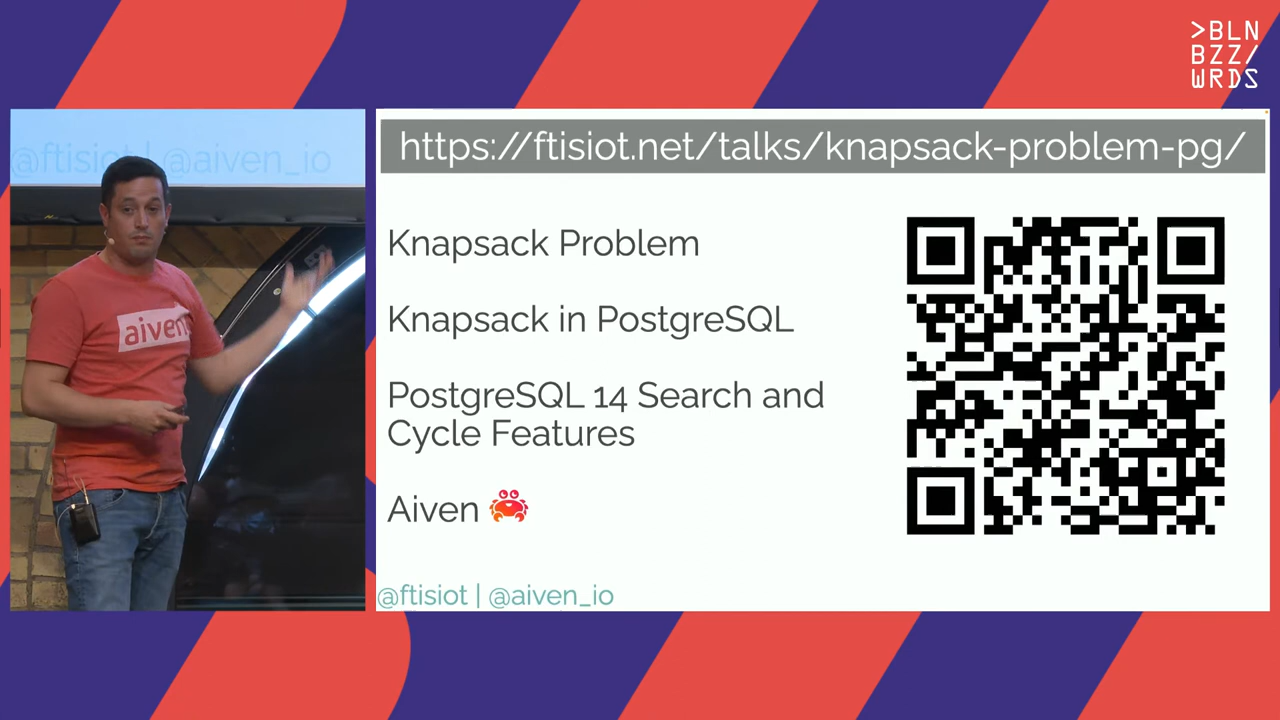 >BLN
BZZ/
WRDS
@ftisiot | @aiven_io
aiven
https://ftisiot.net/talks/knapsack-problem-pg/
Knapsack Problem
Knapsack in PostgreSQL
PostgreSQL 14 Search and
Cycle Features
Aiven 🦀
@ftisiot | @aiven_io